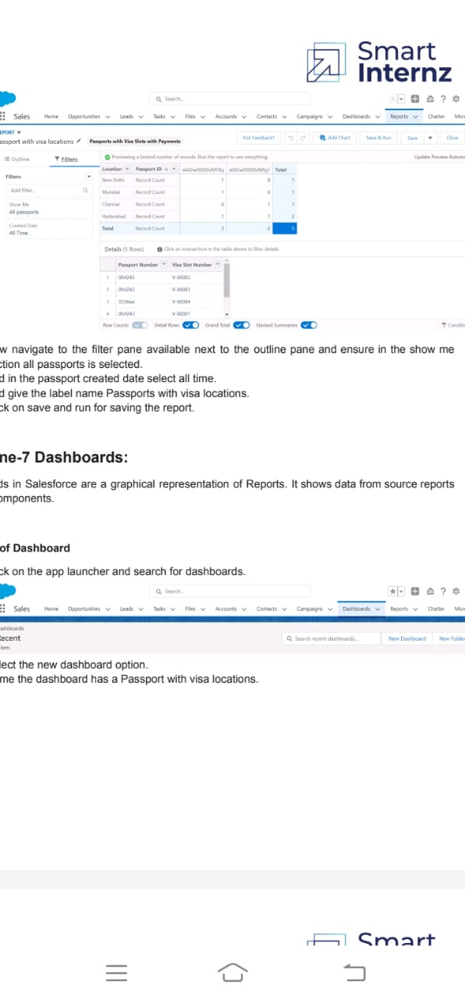 Smart
Internz
Search...
Sales Home Opportunities Leads Tasks Files Accounts Contacts Campaigns Dashboards Reports Chatter More
EPORT
assport with visa locations Passports with Visa Slots with Payments Got Feedback? Add Chart Save & Run Save Close
Outline Filters Previewing a limited number of records. Run the report to see everything. Update Preview Automa
Filters
Add filter...
Show Me
All passports
Created Date
All Time
Location Passport ID Total
New Delhi Record Count 1 0 1
Mumbai Record Count 1 0 1
Chennai Record Count 0 1 1
Hyderabad Record Count 1 1 2
Total Record Count 3 2 5
Details (5 Rows) Click an intersection in the table above to filter details.
Passport Number Visa Slot Number
1 V-00002
2 V-00003
3 V-00004
4 V-00001
Row Counts Detail Rows Grand Total Stacked Summaries Conditi
w navigate to the filter pane available next to the outline pane and ensure in the show me
ction all passports is selected.
d in the passport created date select all time.
d give the label name Passports with visa locations.
ck on save and run for saving the report.
ne-7 Dashboards:
ds in Salesforce are a graphical representation of Reports. It shows data from source reports
omponents.
of Dashboard
ck on the app launcher and search for dashboards.
Search...
Sales Home Opportunities Leads Tasks Files Accounts Contacts Campaigns Dashboards Reports Chatter More
ashboards
Recent
item
Search recent dashboards... New Dashboard New Folder
lect the new dashboard option.
me the dashboard has a Passport with visa locations.
Smart